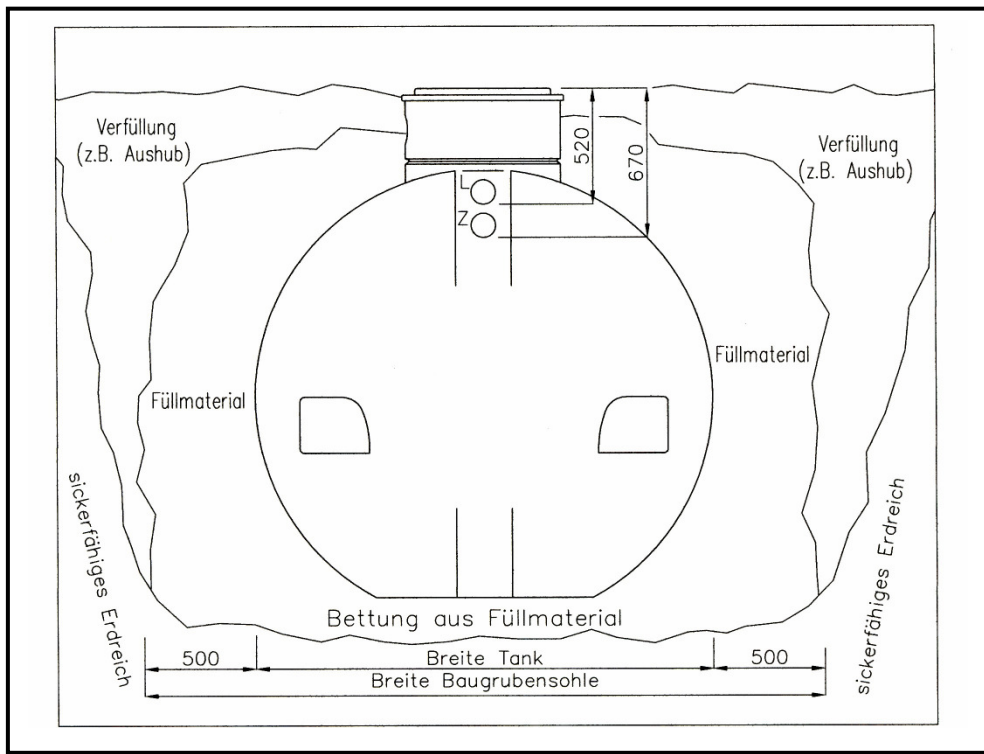 Verfüllung
(z.B. Aushub)
520
670
Verfüllung
(z.B. Aushub)
L
Z
Füllmaterial
Füllmaterial
sickerfähiges Erdreich
sickerfähiges Erdreich
Bettung aus Füllmaterial
500
Breite Tank
500
Breite Baugrubensohle